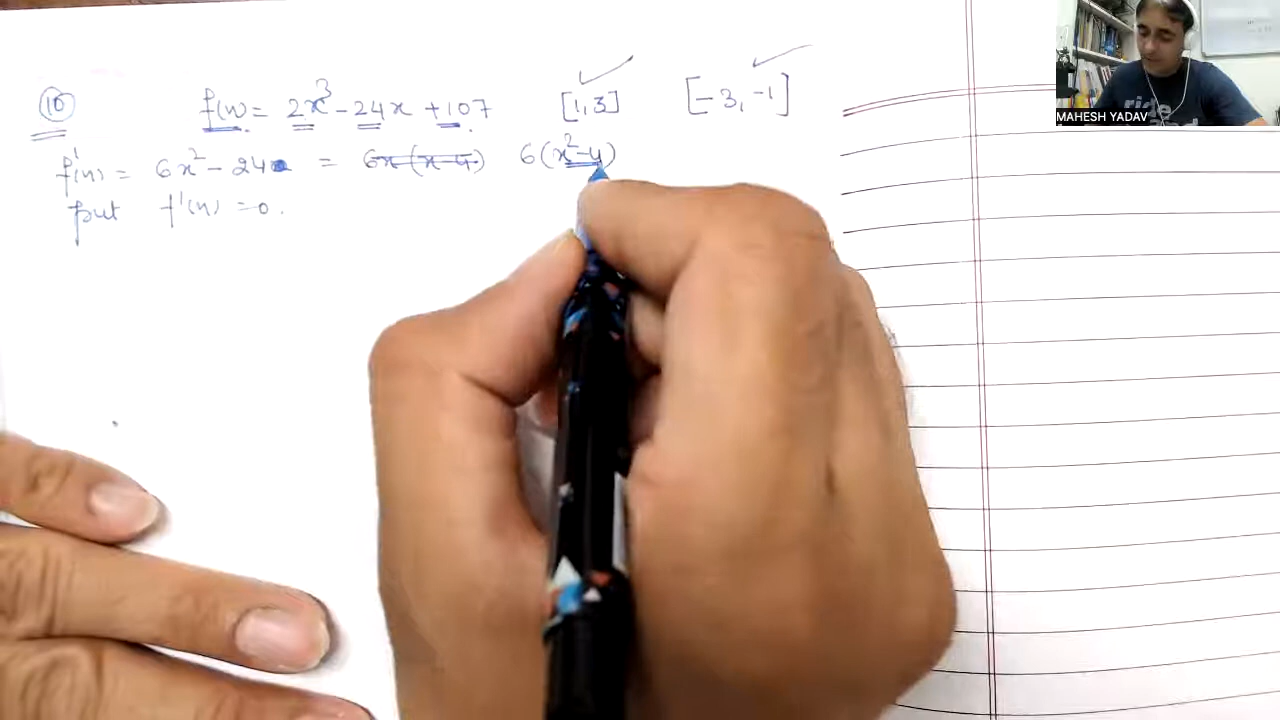 10 f(x) = 2x³ - 24x + 107 [1, 3] [-3, -1]
f'(x) = 6x² - 24 = 6x(x-4) 6(x²-4)
put f'(x) = 0.
MAHESH YADAV